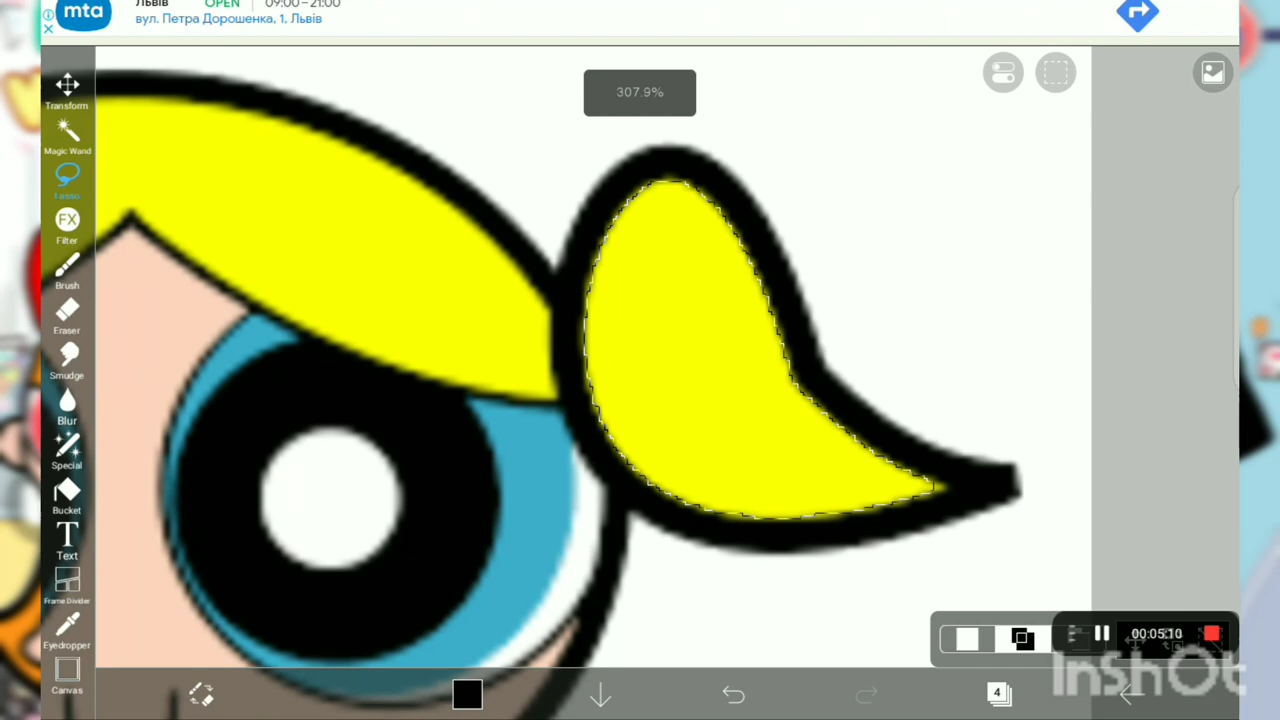 mta
Львів OPEN 09:00–21:00
вул. Петра Дорошенка, 1, Львів
307.9%
Transform
Magic Wand
Lasso
FX
Filter
Brush
Eraser
Smudge
Blur
Special
Bucket
T
Text
Frame Divider
Eyedropper
Canvas
00:05:10
4
InShOt